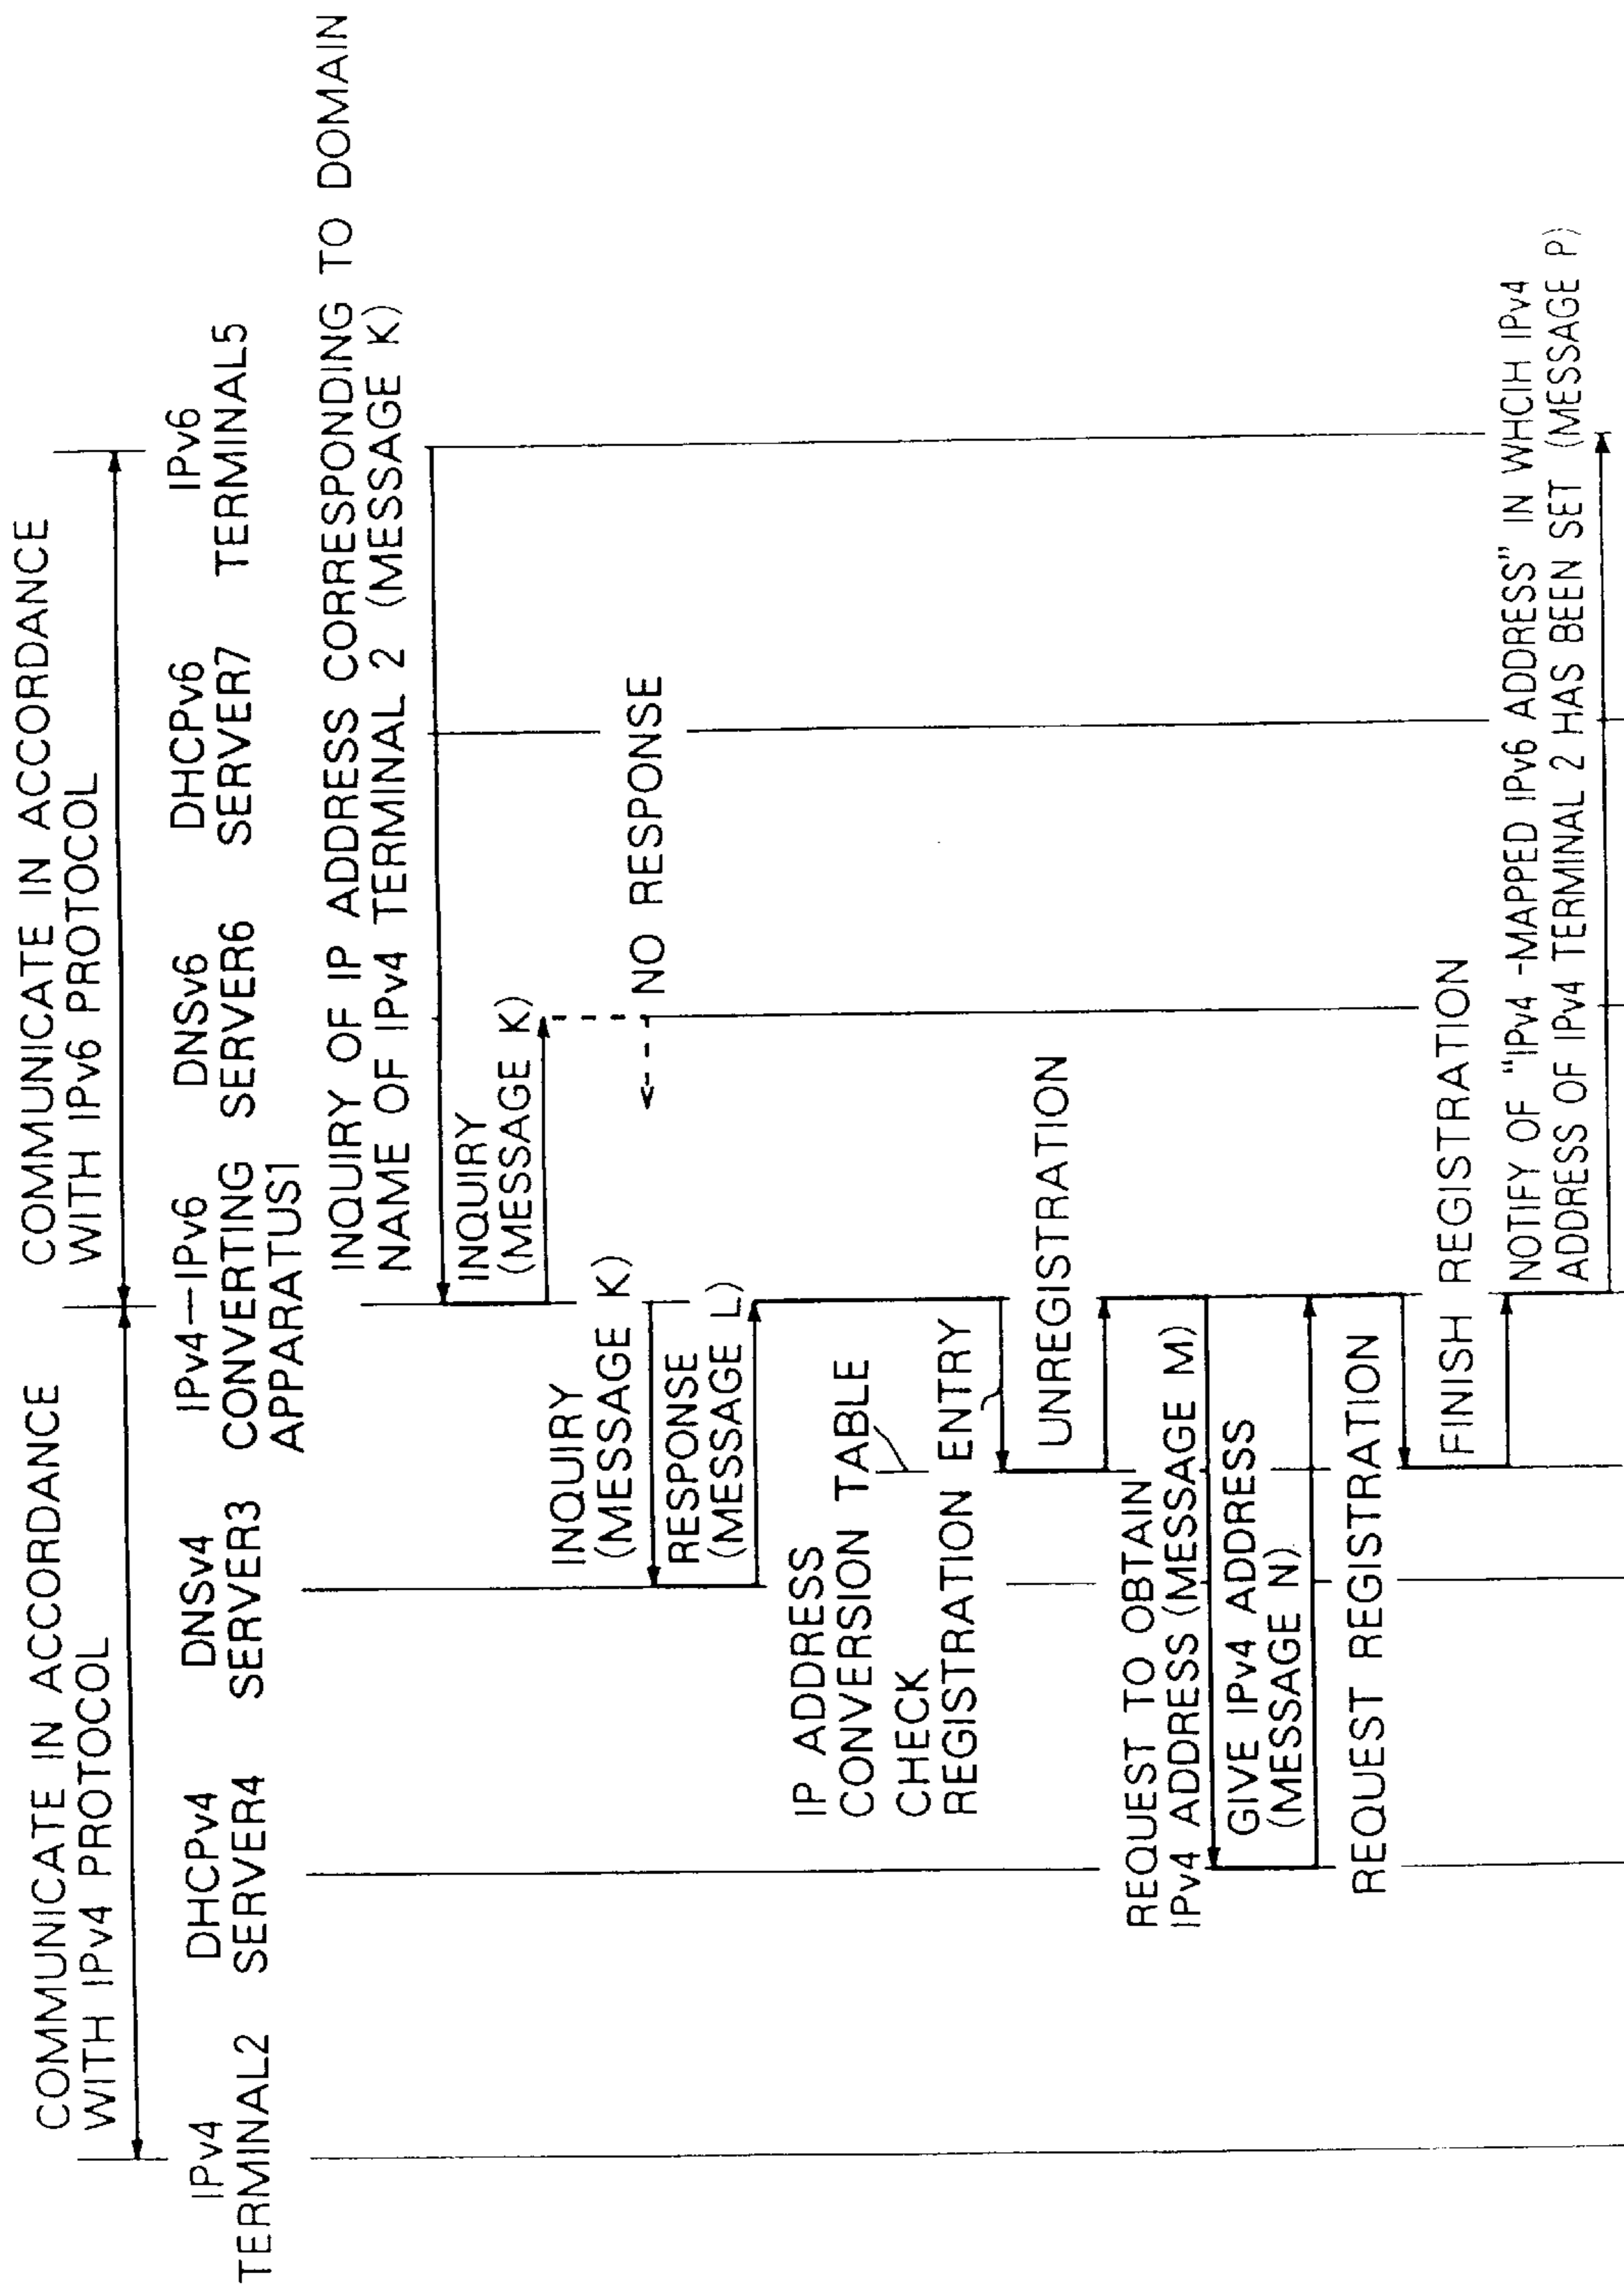 COMMUNICATE IN ACCORDANCE
WITH IPv4 PROTOCOL
COMMUNICATE IN ACCORDANCE
WITH IPv6 PROTOCOL
IPv4
TERMINAL2
DHCPv4
SERVER4
DNSv4
SERVER3
IPv4—IPv6
CONVERTING
APPARATUS1
DNSv6
SERVER6
DHCPv6
SERVER7
IPv6
TERMINAL5
INQUIRY OF IP ADDRESS CORRESPONDING TO DOMAIN
NAME OF IPv4 TERMINAL 2 (MESSAGE K)
INQUIRY
(MESSAGE K)
NO RESPONSE
INQUIRY
(MESSAGE K)
RESPONSE
(MESSAGE L)
IP ADDRESS
CONVERSION TABLE
CHECK
REGISTRATION ENTRY
UNREGISTRATION
REQUEST TO OBTAIN
IPv4 ADDRESS (MESSAGE M)
GIVE IPv4 ADDRESS
(MESSAGE N)
REQUEST REGISTRATION
FINISH REGISTRATION
NOTIFY OF "IPv4 -MAPPED IPv6 ADDRESS" IN WHCIH IPv4
ADDRESS OF IPv4 TERMINAL 2 HAS BEEN SET (MESSAGE P)